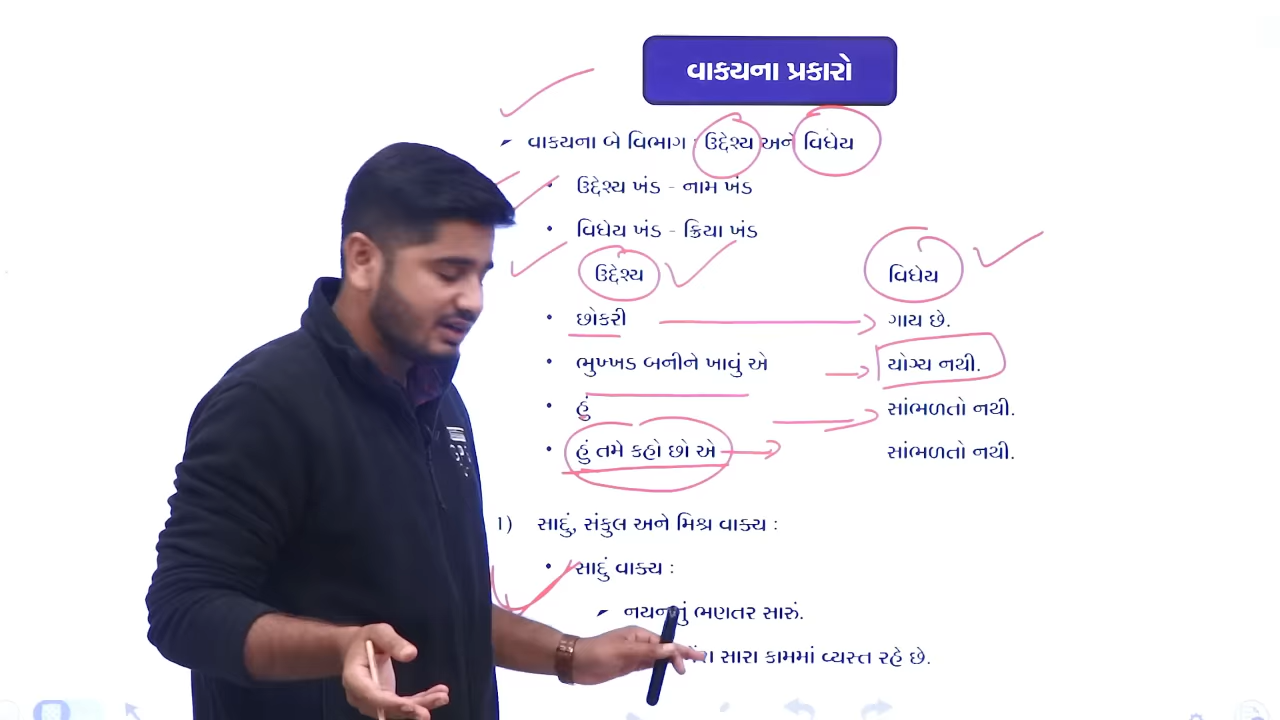 વાક્યના પ્રકારો
વાક્યના બે વિભાગ : ઉદ્દેશ્ય અને વિધેય
ઉદ્દેશ્ય ખંડ - નામ ખંડ
વિધેય ખંડ - ક્રિયા ખંડ
ઉદ્દેશ્ય વિધેય
છોકરી ગાય છે.
ભુખ્ખડ બનીને ખાવું એ યોગ્ય નથી.
હું સાંભળતો નથી.
હું તમે કહો છો એ સાંભળતો નથી.
1) સાદું, સંકુલ અને મિશ્ર વાક્ય :
સાદું વાક્ય :
નયનનું ભણતર સારું.
સારા કામમાં વ્યસ્ત રહે છે.